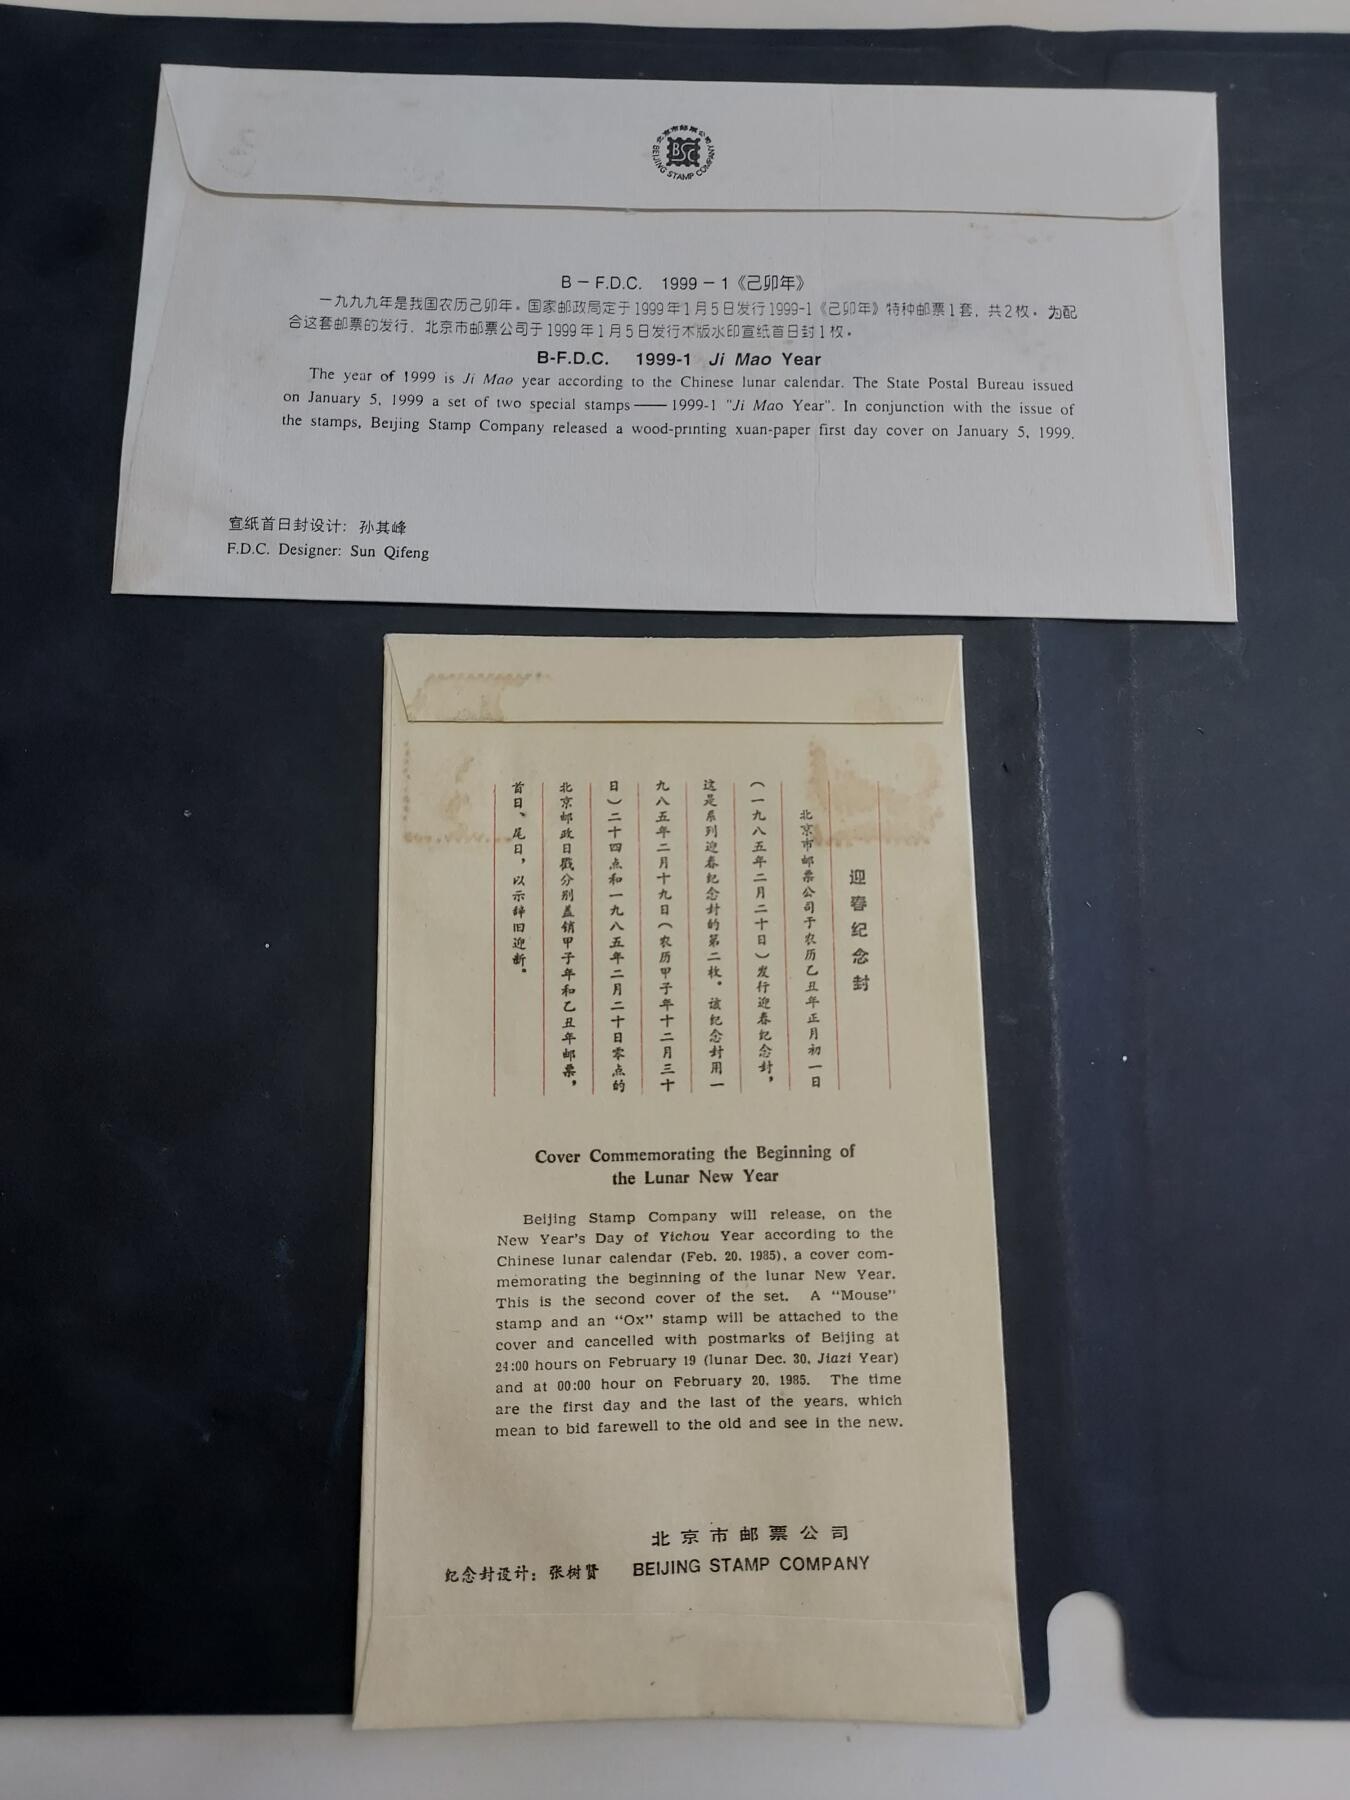 北京市邮票公司
BSC
BEIJING STAMP COMPANY
B－F.D.C. 1999－1《己卯年》
一九九九年是我国农历己卯年。国家邮政局定于1999年1月5日发行1999-1《己卯年》特种邮票1套，共2枚。为配
合这套邮票的发行，北京市邮票公司于1999年1月5日发行木版水印宣纸首日封1枚。
B-F.D.C. 1999-1 Ji Mao Year
The year of 1999 is Ji Mao year according to the Chinese lunar calendar. The State Postal Bureau issued
on January 5, 1999 a set of two special stamps——1999-1 "Ji Mao Year". In conjunction with the issue of
the stamps, Beijing Stamp Company released a wood-printing xuan-paper first day cover on January 5, 1999.
宣纸首日封设计：孙其峰
F.D.C. Designer: Sun Qifeng
迎春纪念封
北京市邮票公司于农历乙丑年正月初一日
（一九八五年二月二十日）发行迎春纪念封，
这是系列迎春纪念封的第二枚。该纪念封用一
九八五年二月十九日（农历甲子年十二月三十
日）二十四点和一九八五年二月二十日零点的
北京邮政日戳分别盖销甲子年和乙丑年邮票，
首日、尾日，以示辞旧迎新。
Cover Commemorating the Beginning of
the Lunar New Year
Beijing Stamp Company will release, on the
New Year's Day of Yichou Year according to the
Chinese lunar calendar (Feb. 20, 1985), a cover com-
memorating the beginning of the lunar New Year.
This is the second cover of the set. A "Mouse"
stamp and an "Ox" stamp will be attached to the
cover and cancelled with postmarks of Beijing at
24:00 hours on February 19 (lunar Dec. 30, Jiazi Year)
and at 00:00 hour on February 20, 1985. The time
are the first day and the last of the years, which
mean to bid farewell to the old and see in the new.
北京市邮票公司
纪念封设计：张树贤 BEIJING STAMP COMPANY